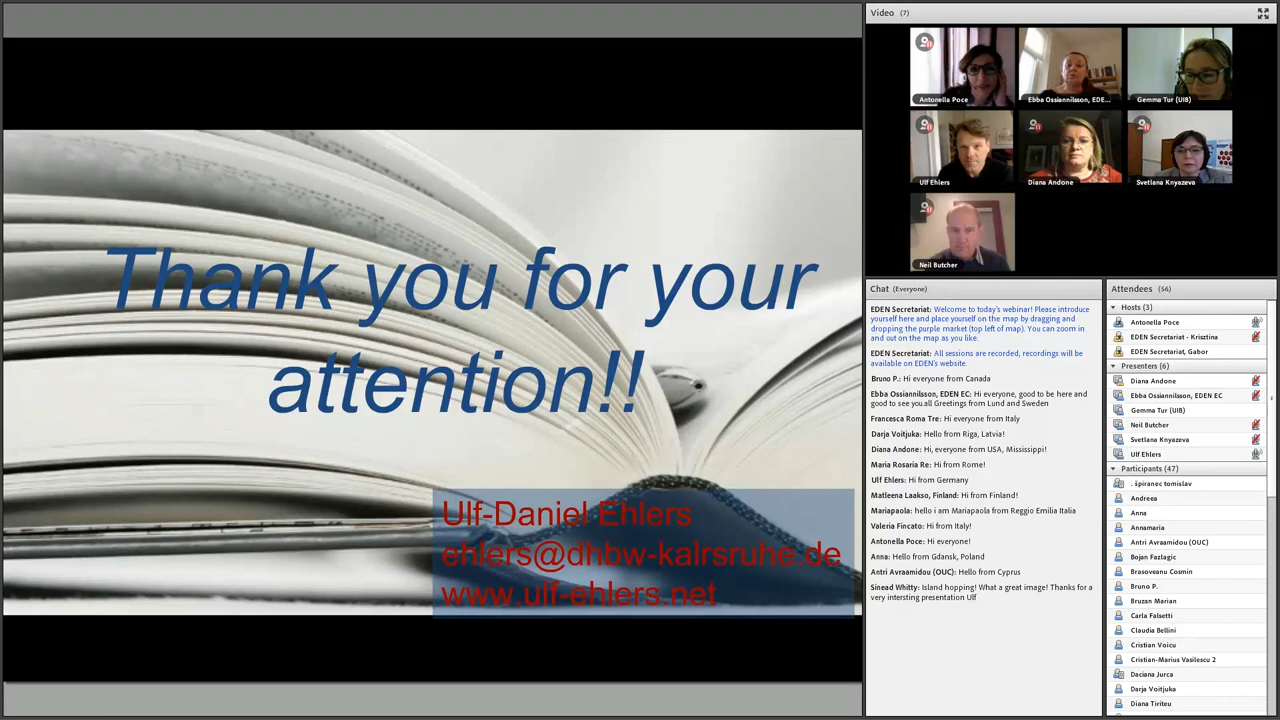 Thank you for your
attention!!
Ulf-Daniel Ehlers
ehlers@dhbw-kalrsruhe.de
www.ulf-ehlers.net
Video (7)
Antonella Poce
Ebba Ossiannilsson, EDE...
Gemma Tur (UIB)
Ulf Ehlers
Diana Andone
Svetlana Knyazeva
Neil Butcher
Chat (Everyone)
EDEN Secretariat: Welcome to today's webinar! Please introduce
yourself here and place yourself on the map by dragging and
dropping the purple market (top left of map). You can zoom in
and out on the map as you like.
EDEN Secretariat: All sessions are recorded, recordings will be
available on EDEN's website.
Bruno P.: Hi everyone from Canada
Ebba Ossiannilsson, EDEN EC: Hi everyone, good to be here and
good to see you.all Greetings from Lund and Sweden
Francesca Roma Tre: Hi everyone from Italy
Darja Voitjuka: Hello from Riga, Latvia!
Diana Andone: Hi, everyone from USA, Mississippi!
Maria Rosaria Re: Hi from Rome!
Ulf Ehlers: Hi from Germany
Matleena Laakso, Finland: Hi from Finland!
Mariapaola: hello i am Mariapaola from Reggio Emilia Italia
Valeria Fincato: Hi from Italy!
Antonella Poce: Hi everyone!
Anna: Hello from Gdansk, Poland
Antri Avraamidou (OUC): Hello from Cyprus
Sinead Whitty: Island hopping! What a great image! Thanks for a
very intersting presentation Ulf
Attendees (56)
Hosts (3)
Antonella Poce
EDEN Secretariat - Krisztina
EDEN Secretariat, Gabor
Presenters (6)
Diana Andone
Ebba Ossiannilsson, EDEN EC
Gemma Tur (UIB)
Neil Butcher
Svetlana Knyazeva
Ulf Ehlers
Participants (47)
. špiranec tomislav
Andreea
Anna
Annamaria
Antri Avraamidou (OUC)
Bojan Fazlagic
Brasoveanu Cosmin
Bruno P.
Bruzan Marian
Carla Falsetti
Claudia Bellini
Cristian Voicu
Cristian-Marius Vasilescu 2
Daciana Jurca
Darja Voitjuka
Diana Tiriteu